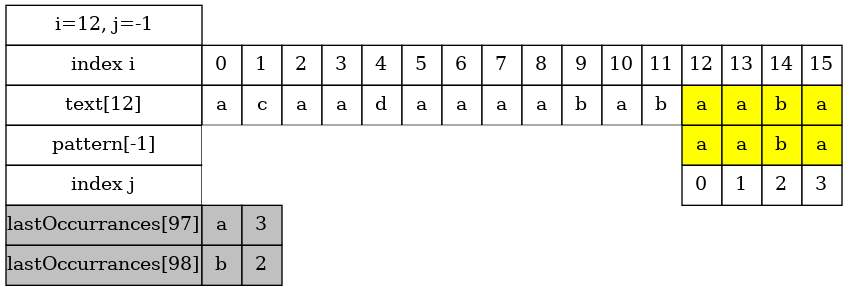 i=12, j=-1
index i 0 1 2 3 4 5 6 7 8 9 10 11 12 13 14 15
text[12] a c a a d a a a a b a b a a b a
pattern[-1] a a b a
index j 0 1 2 3
lastOccurrances[97] a 3
lastOccurrances[98] b 2